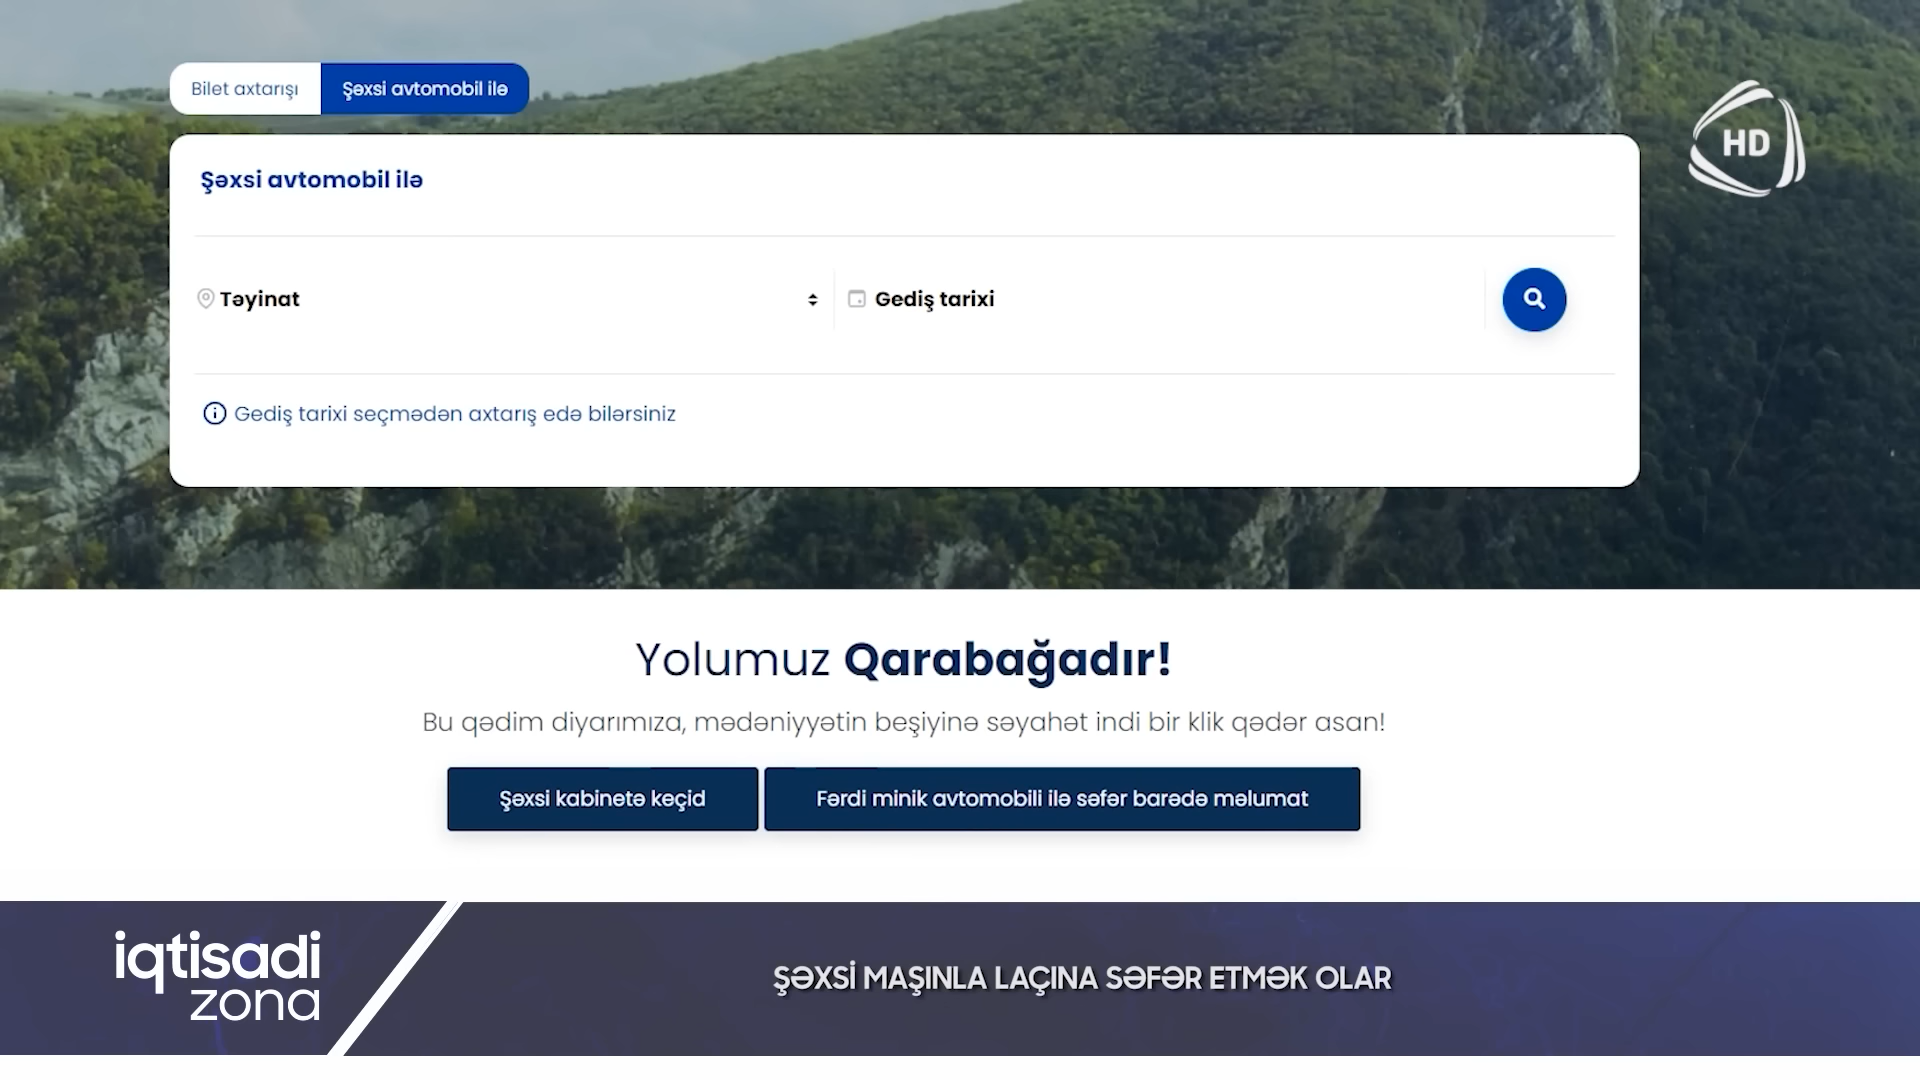 Bilet axtarışı
Şəxsi avtomobil ilə
HD
Şəxsi avtomobil ilə
Təyinat
Gediş tarixi
Gediş tarixi seçmədən axtarış edə bilərsiniz
Yolumuz Qarabağadır!
Bu qədim diyarımıza, mədəniyyətin beşiyinə səyahət indi bir klik qədər asan!
Şəxsi kabinetə keçid
Fərdi minik avtomobili ilə səfər barədə məlumat
iqtisadi
zona
ŞƏXSİ MAŞINLA LAÇINA SƏFƏR ETMƏK OLAR